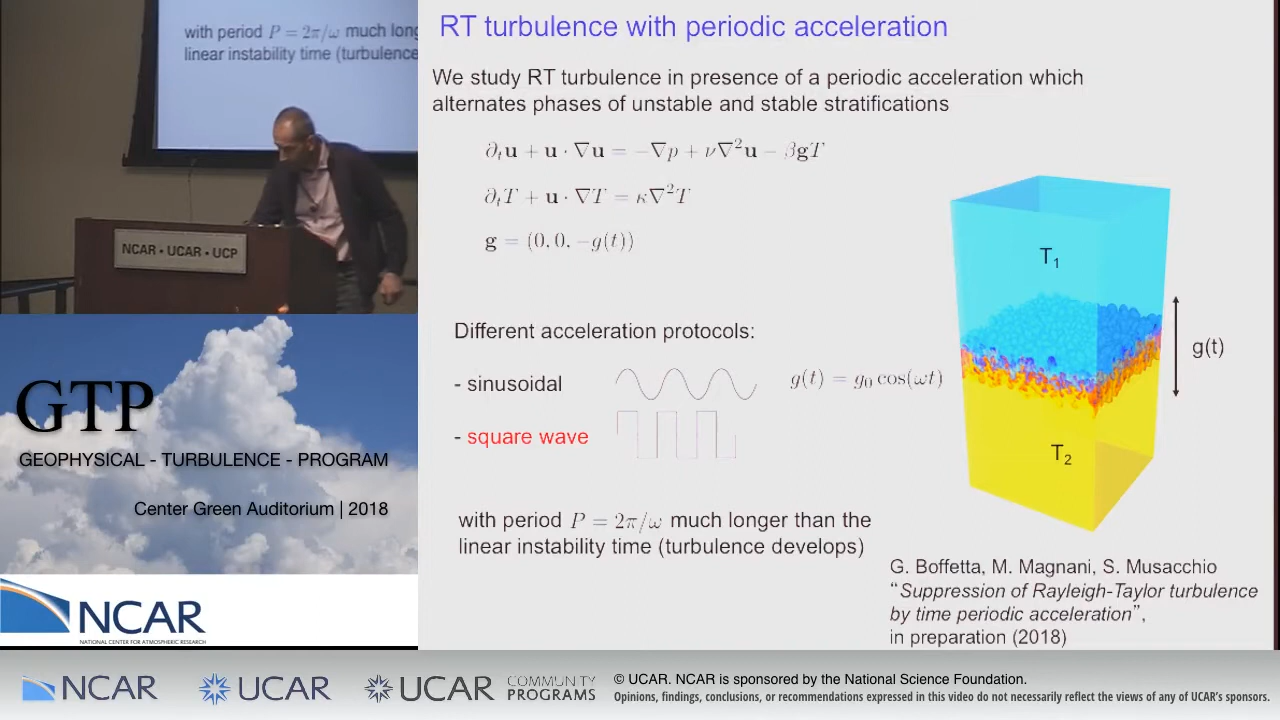 with period P = 2π/ω much long
linear instability time (turbulence
NCAR • UCAR • UCP
GTP
GEOPHYSICAL - TURBULENCE - PROGRAM
Center Green Auditorium | 2018
NCAR
NATIONAL CENTER FOR ATMOSPHERIC RESEARCH
RT turbulence with periodic acceleration
We study RT turbulence in presence of a periodic acceleration which
alternates phases of unstable and stable stratifications
∂ₜu + u · ∇u = −∇p + ν∇²u − βgT
∂ₜT + u · ∇T = κ∇²T
g = (0, 0, −g(t))
T₁
g(t)
T₂
Different acceleration protocols:
- sinusoidal g(t) = g₀ cos(ωt)
- square wave
with period P = 2π/ω much longer than the
linear instability time (turbulence develops)
G. Boffetta, M. Magnani, S. Musacchio
“Suppression of Rayleigh-Taylor turbulence
by time periodic acceleration”,
in preparation (2018)
NCAR
UCAR
UCAR
COMMUNITY
PROGRAMS
© UCAR. NCAR is sponsored by the National Science Foundation.
Opinions, findings, conclusions, or recommendations expressed in this video do not necessarily reflect the views of any of UCAR's sponsors.